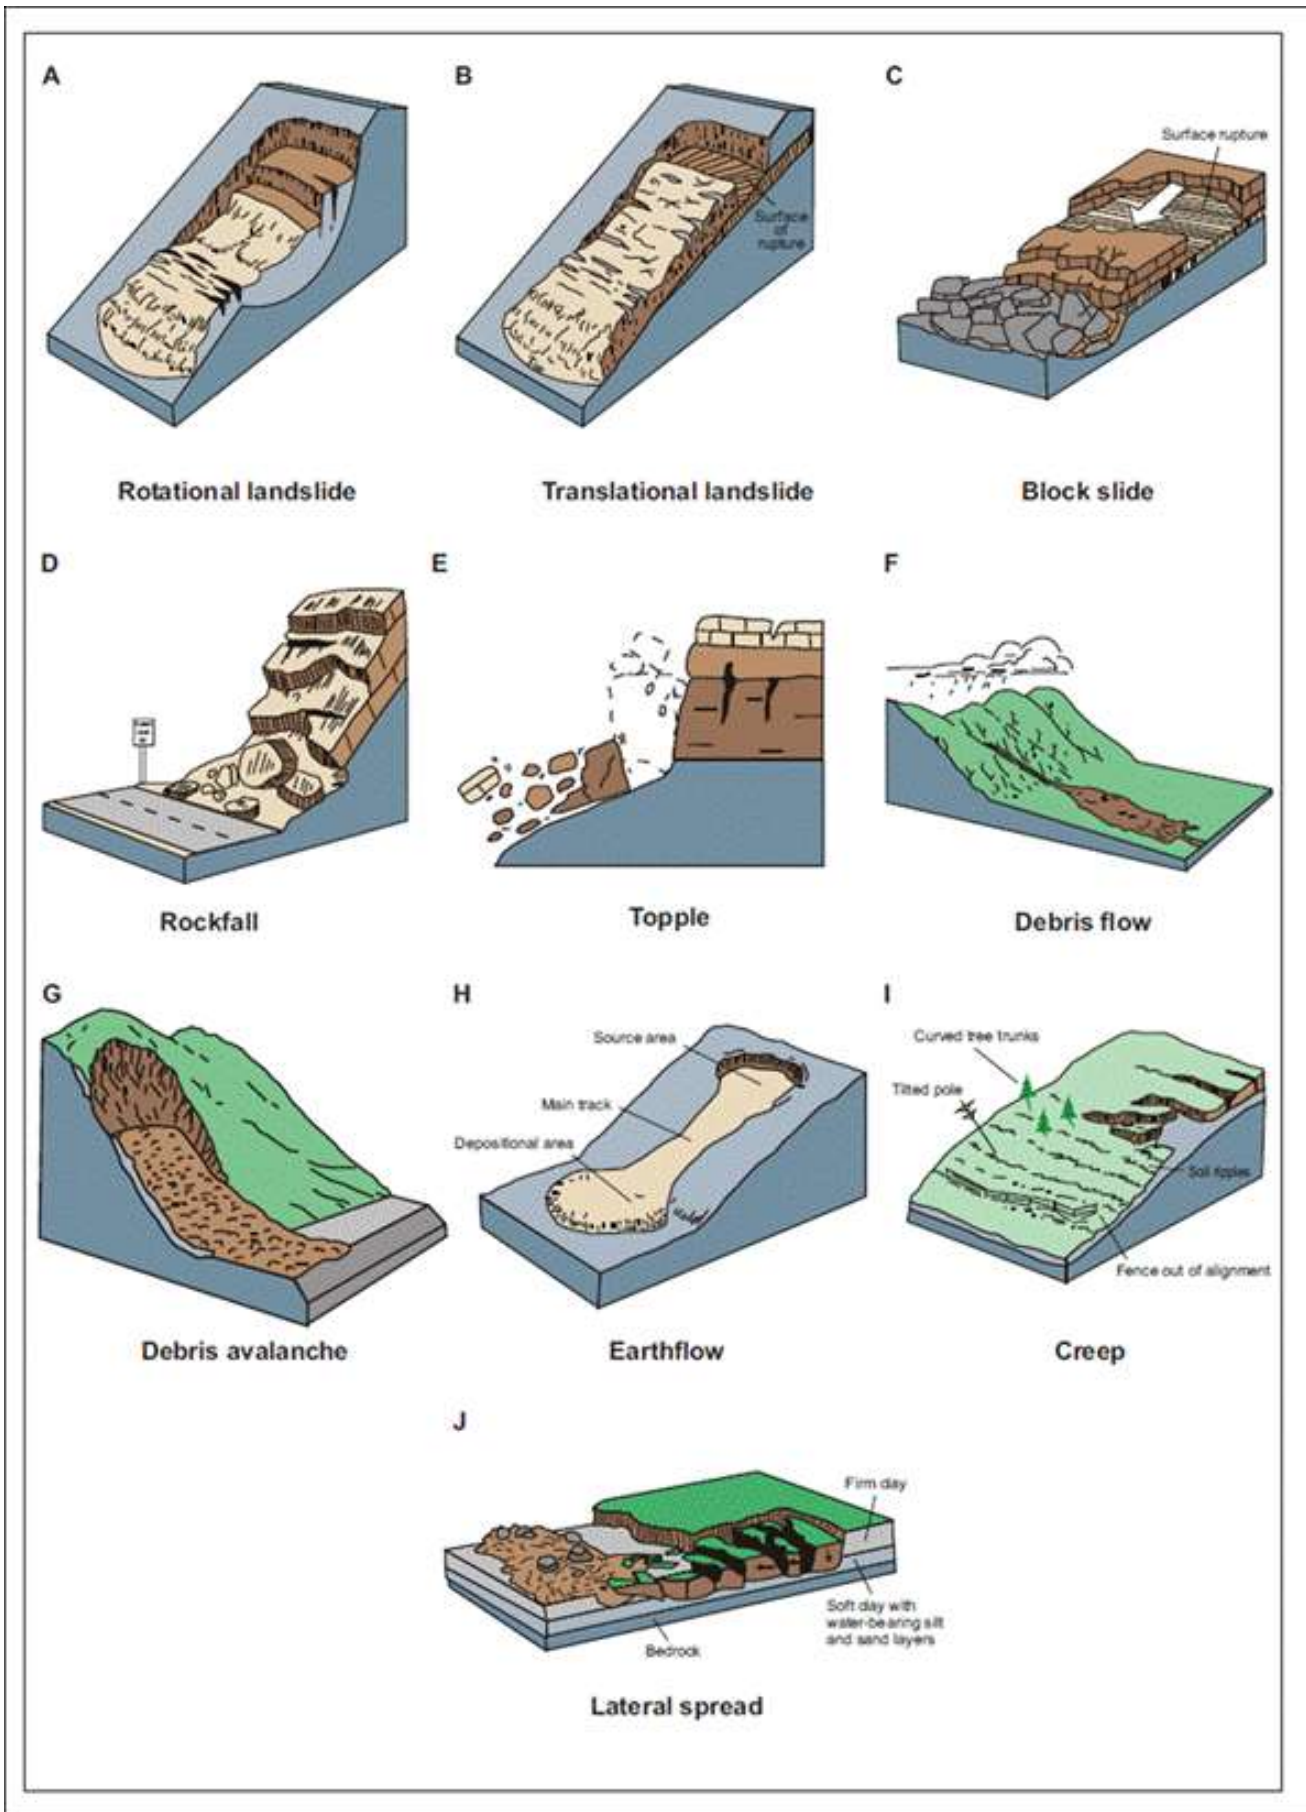 A
B
C
Surface rupture
Surface
of
rupture
Rotational landslide
Translational landslide
Block slide
D
E
F
Rockfall
Topple
Debris flow
G
H
I
Source area
Main track
Depositional area
Curved tree trunks
Tilted pole
Soil ripples
Fence out of alignment
Debris avalanche
Earthflow
Creep
J
Firm clay
Soft clay with
water-bearing silt
and sand layers
Bedrock
Lateral spread